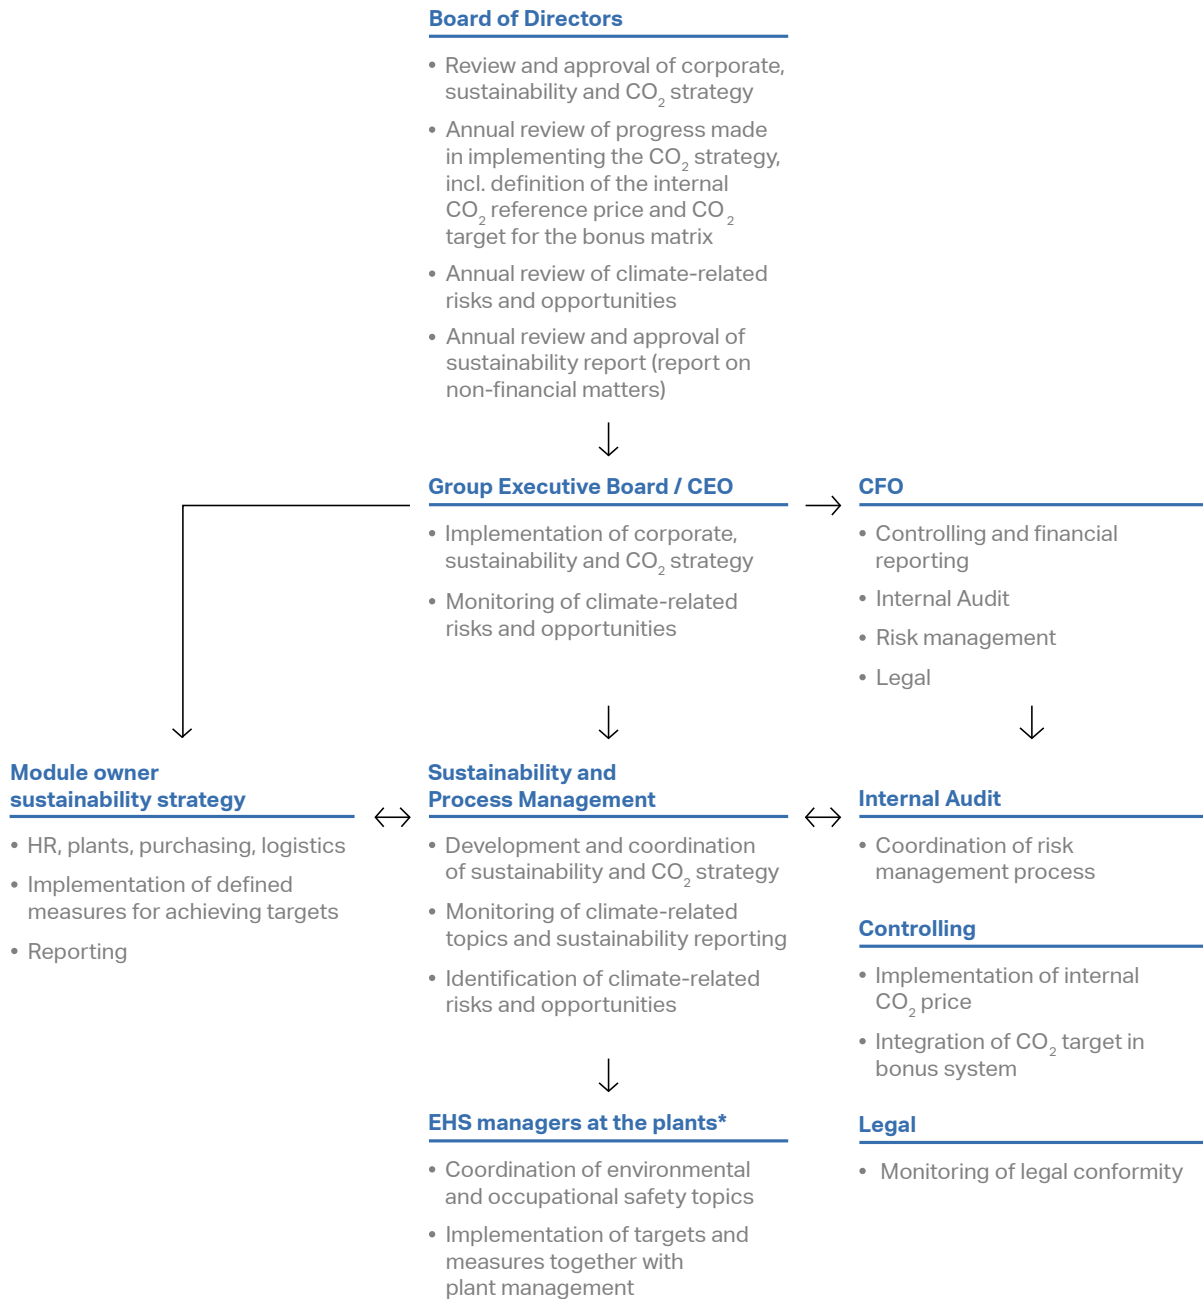 Board of Directors
• Review and approval of corporate,
sustainability and CO₂ strategy
• Annual review of progress made
in implementing the CO₂ strategy,
incl. definition of the internal
CO₂ reference price and CO₂
target for the bonus matrix
• Annual review of climate-related
risks and opportunities
• Annual review and approval of
sustainability report (report on
non-financial matters)
Group Executive Board / CEO
• Implementation of corporate,
sustainability and CO₂ strategy
• Monitoring of climate-related
risks and opportunities
CFO
• Controlling and financial
reporting
• Internal Audit
• Risk management
• Legal
Module owner
sustainability strategy
• HR, plants, purchasing, logistics
• Implementation of defined
measures for achieving targets
• Reporting
Sustainability and
Process Management
• Development and coordination
of sustainability and CO₂ strategy
• Monitoring of climate-related
topics and sustainability reporting
• Identification of climate-related
risks and opportunities
Internal Audit
• Coordination of risk
management process
Controlling
• Implementation of internal
CO₂ price
• Integration of CO₂ target in
bonus system
EHS managers at the plants*
• Coordination of environmental
and occupational safety topics
• Implementation of targets and
measures together with
plant management
Legal
• Monitoring of legal conformity